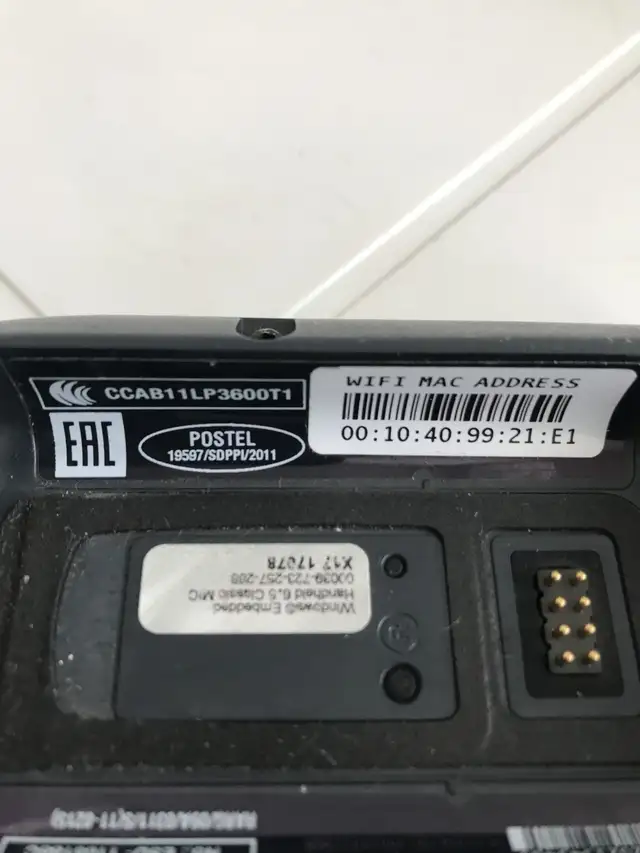 CCAB11LP3600T1
EAC
POSTEL
19597/SDPPI/2011
WIFI MAC ADDRESS
00:10:40:99:21:E1
Windows® Embedded
Handheld 6.5 Classic MIC
00039-723-257-288
X17 17078